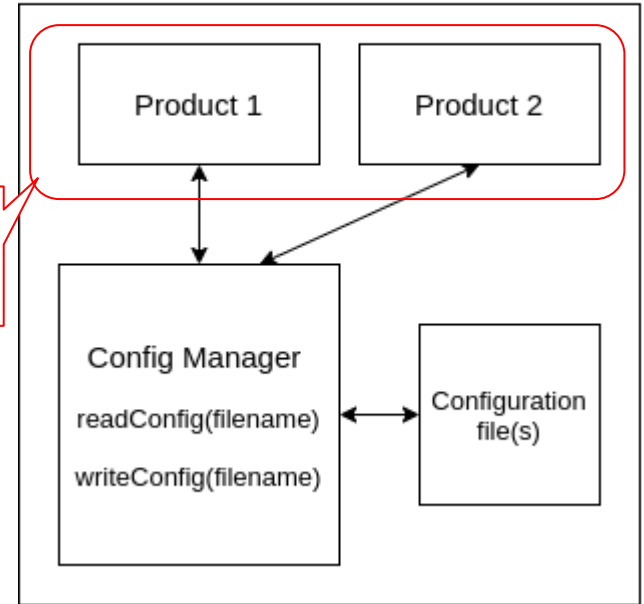 Product 1
Product 2
Config Manager
readConfig(filename)
writeConfig(filename)
Configuration
file(s)